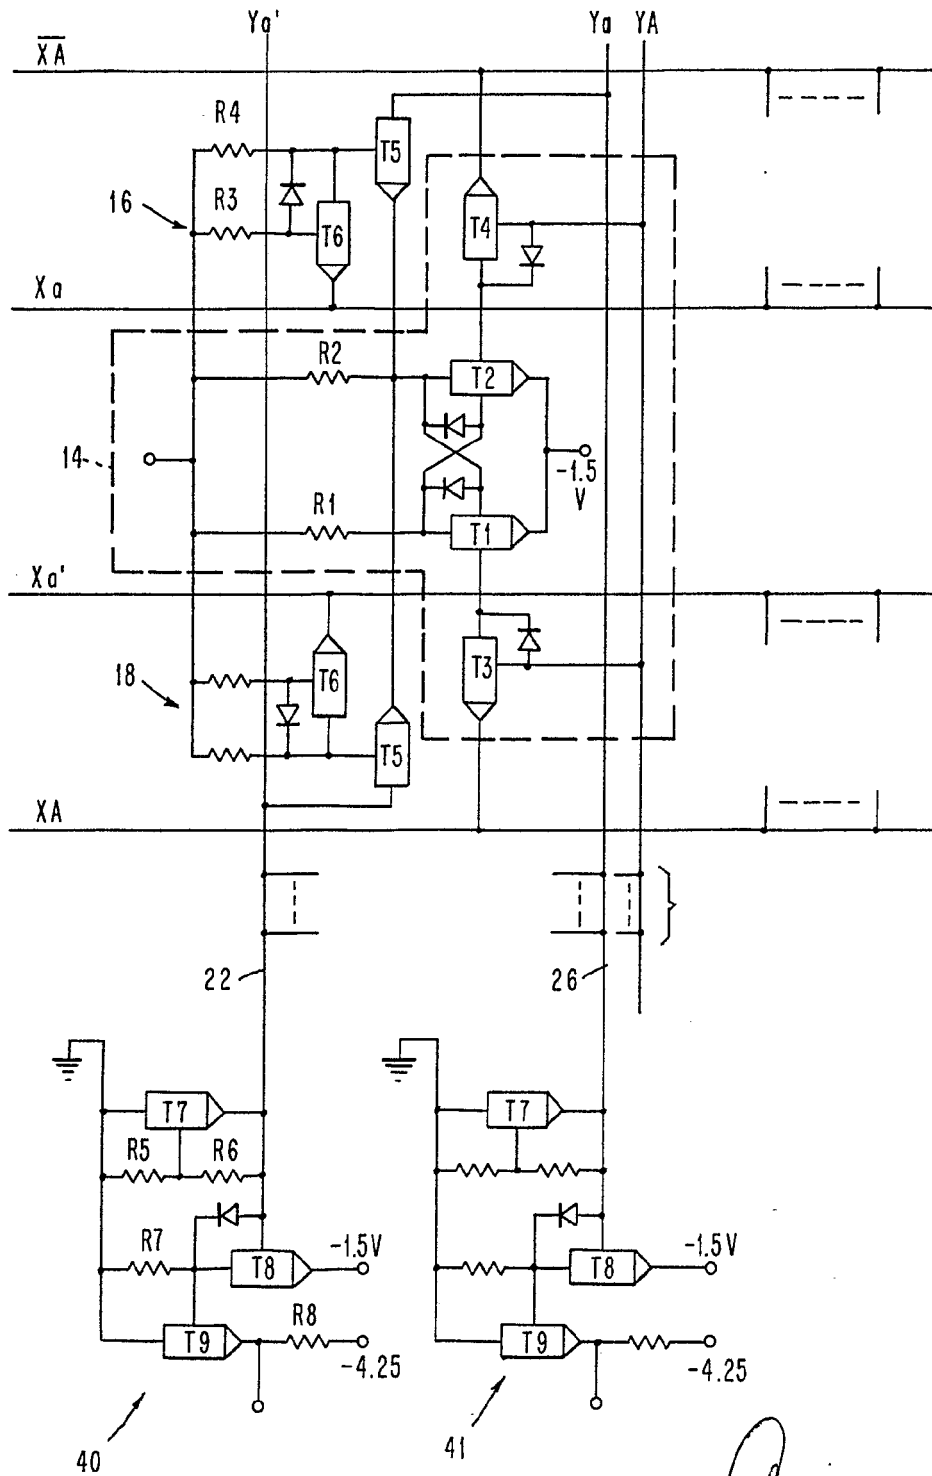 Ya' Ya YA
X̅A̅
R4
T5
16 R3
T6 T4
Xa
R2
T2
14
-1.5
V
R1
T1
Xa'
18 T6 T3
T5
XA
22 26
T7 T7
R5 R6
R7 -1.5V -1.5V
T8 T8
R8
T9 T9
-4.25 -4.25
40 41